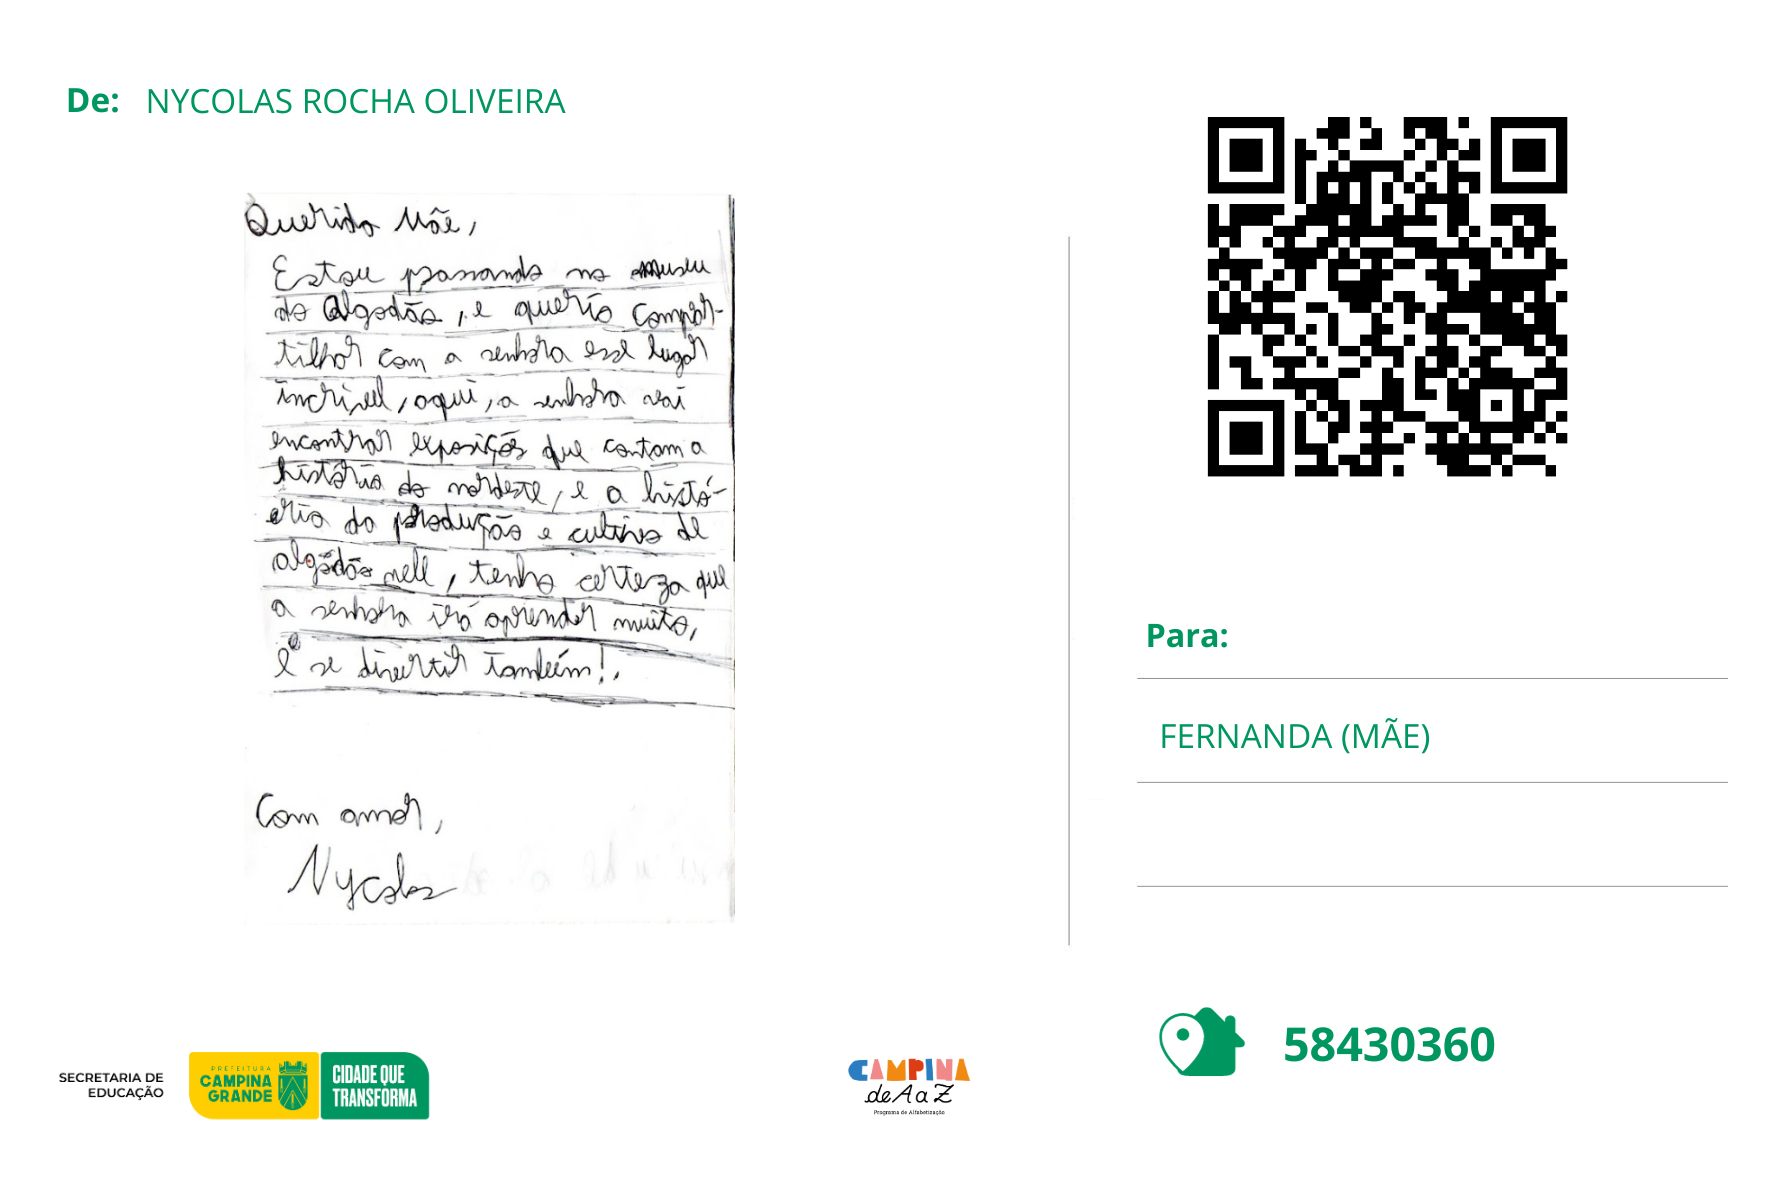 De: NYCOLAS ROCHA OLIVEIRA
Querida Mãe,
Estou passando no museu
do algodão, e queria compar-
tilhar com a senhora esse lugar
incrivel, aqui, a senhora vai
encontrar exposições que contam a
história do nordeste, e a histó-
ria da produção e cultivo de
algodão nele, tenho certeza que
a senhora irá aprender muito,
e se divertir também!.
Com amor,
Nycolas
Para:
FERNANDA (MÃE)
58430360
SECRETARIA DE
EDUCAÇÃO
PREFEITURA
CAMPINA
GRANDE
CIDADE QUE
TRANSFORMA
CAMPINA
de A a Z
Programa de Alfabetização